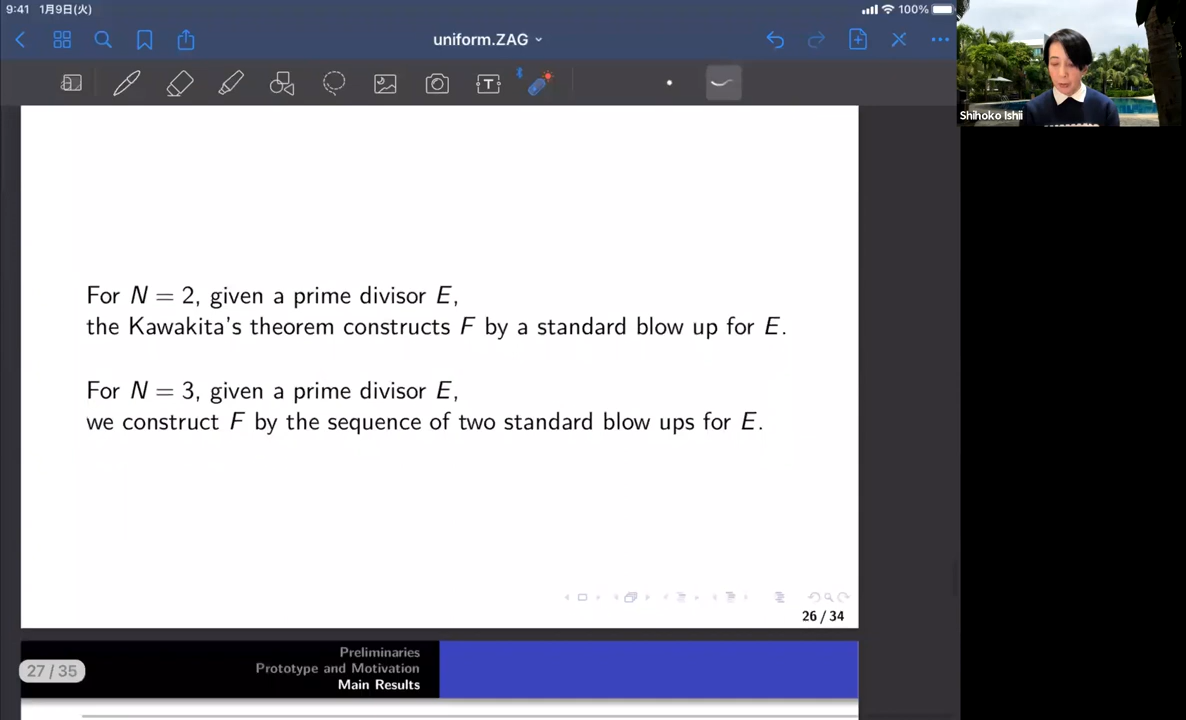 9:41 1月9日(火)
100%
uniform.ZAG
T
Shihoko Ishii
For N = 2, given a prime divisor E,
the Kawakita's theorem constructs F by a standard blow up for E.
For N = 3, given a prime divisor E,
we construct F by the sequence of two standard blow ups for E.
26 / 34
27 / 35
Preliminaries
Prototype and Motivation
Main Results